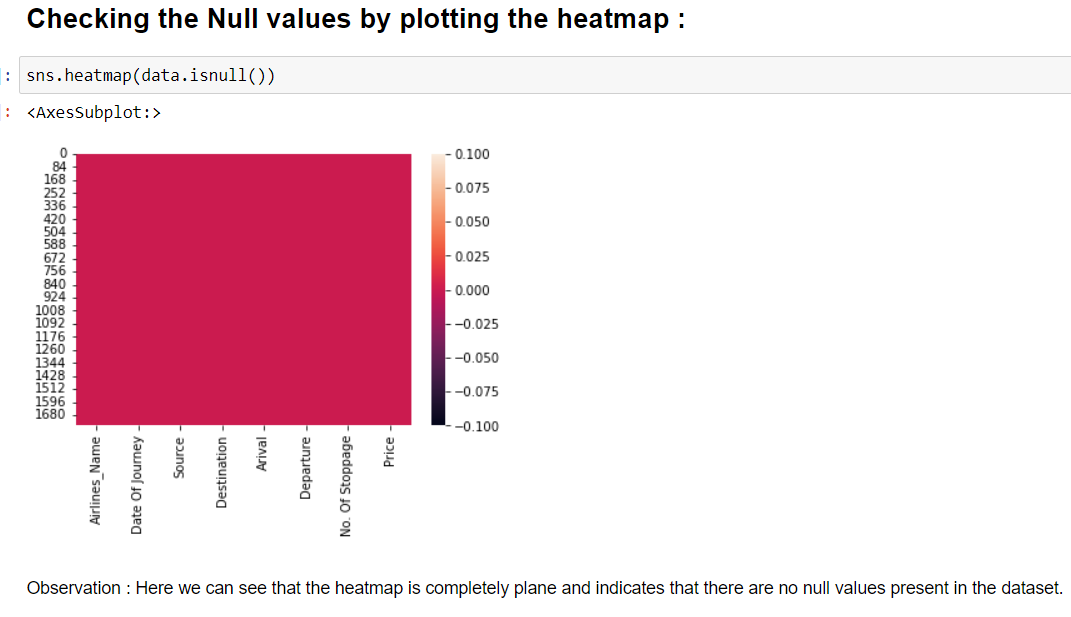 Checking the Null values by plotting the heatmap :
: sns.heatmap(data.isnull())
: <AxesSubplot:>
0
84
168
252
336
420
504
588
672
756
840
924
1008
1092
1176
1260
1344
1428
1512
1596
1680
0.100
0.075
0.050
0.025
0.000
−0.025
−0.050
−0.075
−0.100
Airlines_Name
Date Of Journey
Source
Destination
Arival
Departure
No. Of Stoppage
Price
Observation : Here we can see that the heatmap is completely plane and indicates that there are no null values present in the dataset.